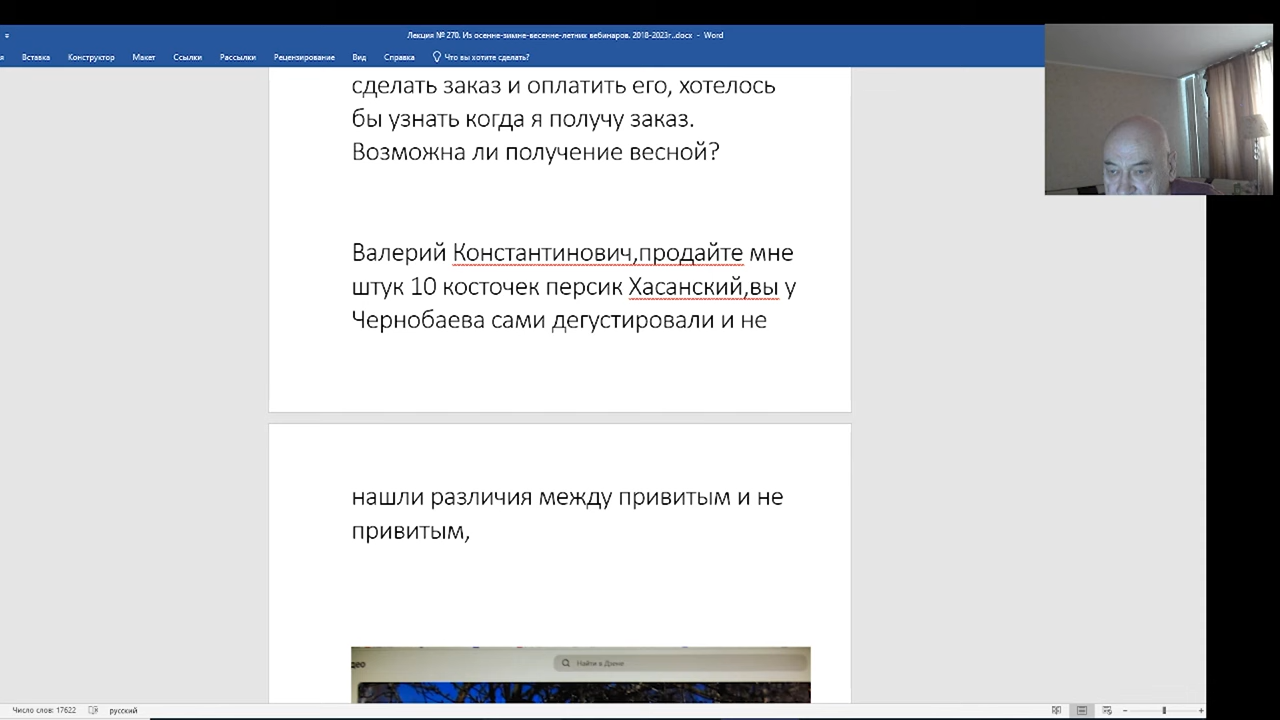 Лекция № 270. Из осенне-зимне-весенне-летних вебинаров. 2018-2023г..docx - Word
я Вставка Конструктор Макет Ссылки Рассылки Рецензирование Вид Справка Что вы хотите сделать?
сделать заказ и оплатить его, хотелось
бы узнать когда я получу заказ.
Возможна ли получение весной?
Валерий Константинович,продайте мне
штук 10 косточек персик Хасанский,вы у
Чернобаева сами дегустировали и не
нашли различия между привитым и не
привитым,
део Найти в Дзене
Число слов: 17622 русский